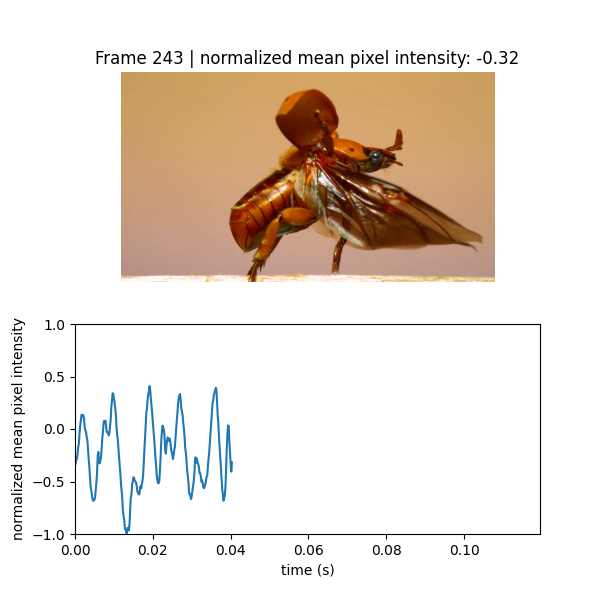 Frame 243 | normalized mean pixel intensity: -0.32
1.0
0.5
0.0
−0.5
−1.0
normalized mean pixel intensity
0.00 0.02 0.04 0.06 0.08 0.10
time (s)